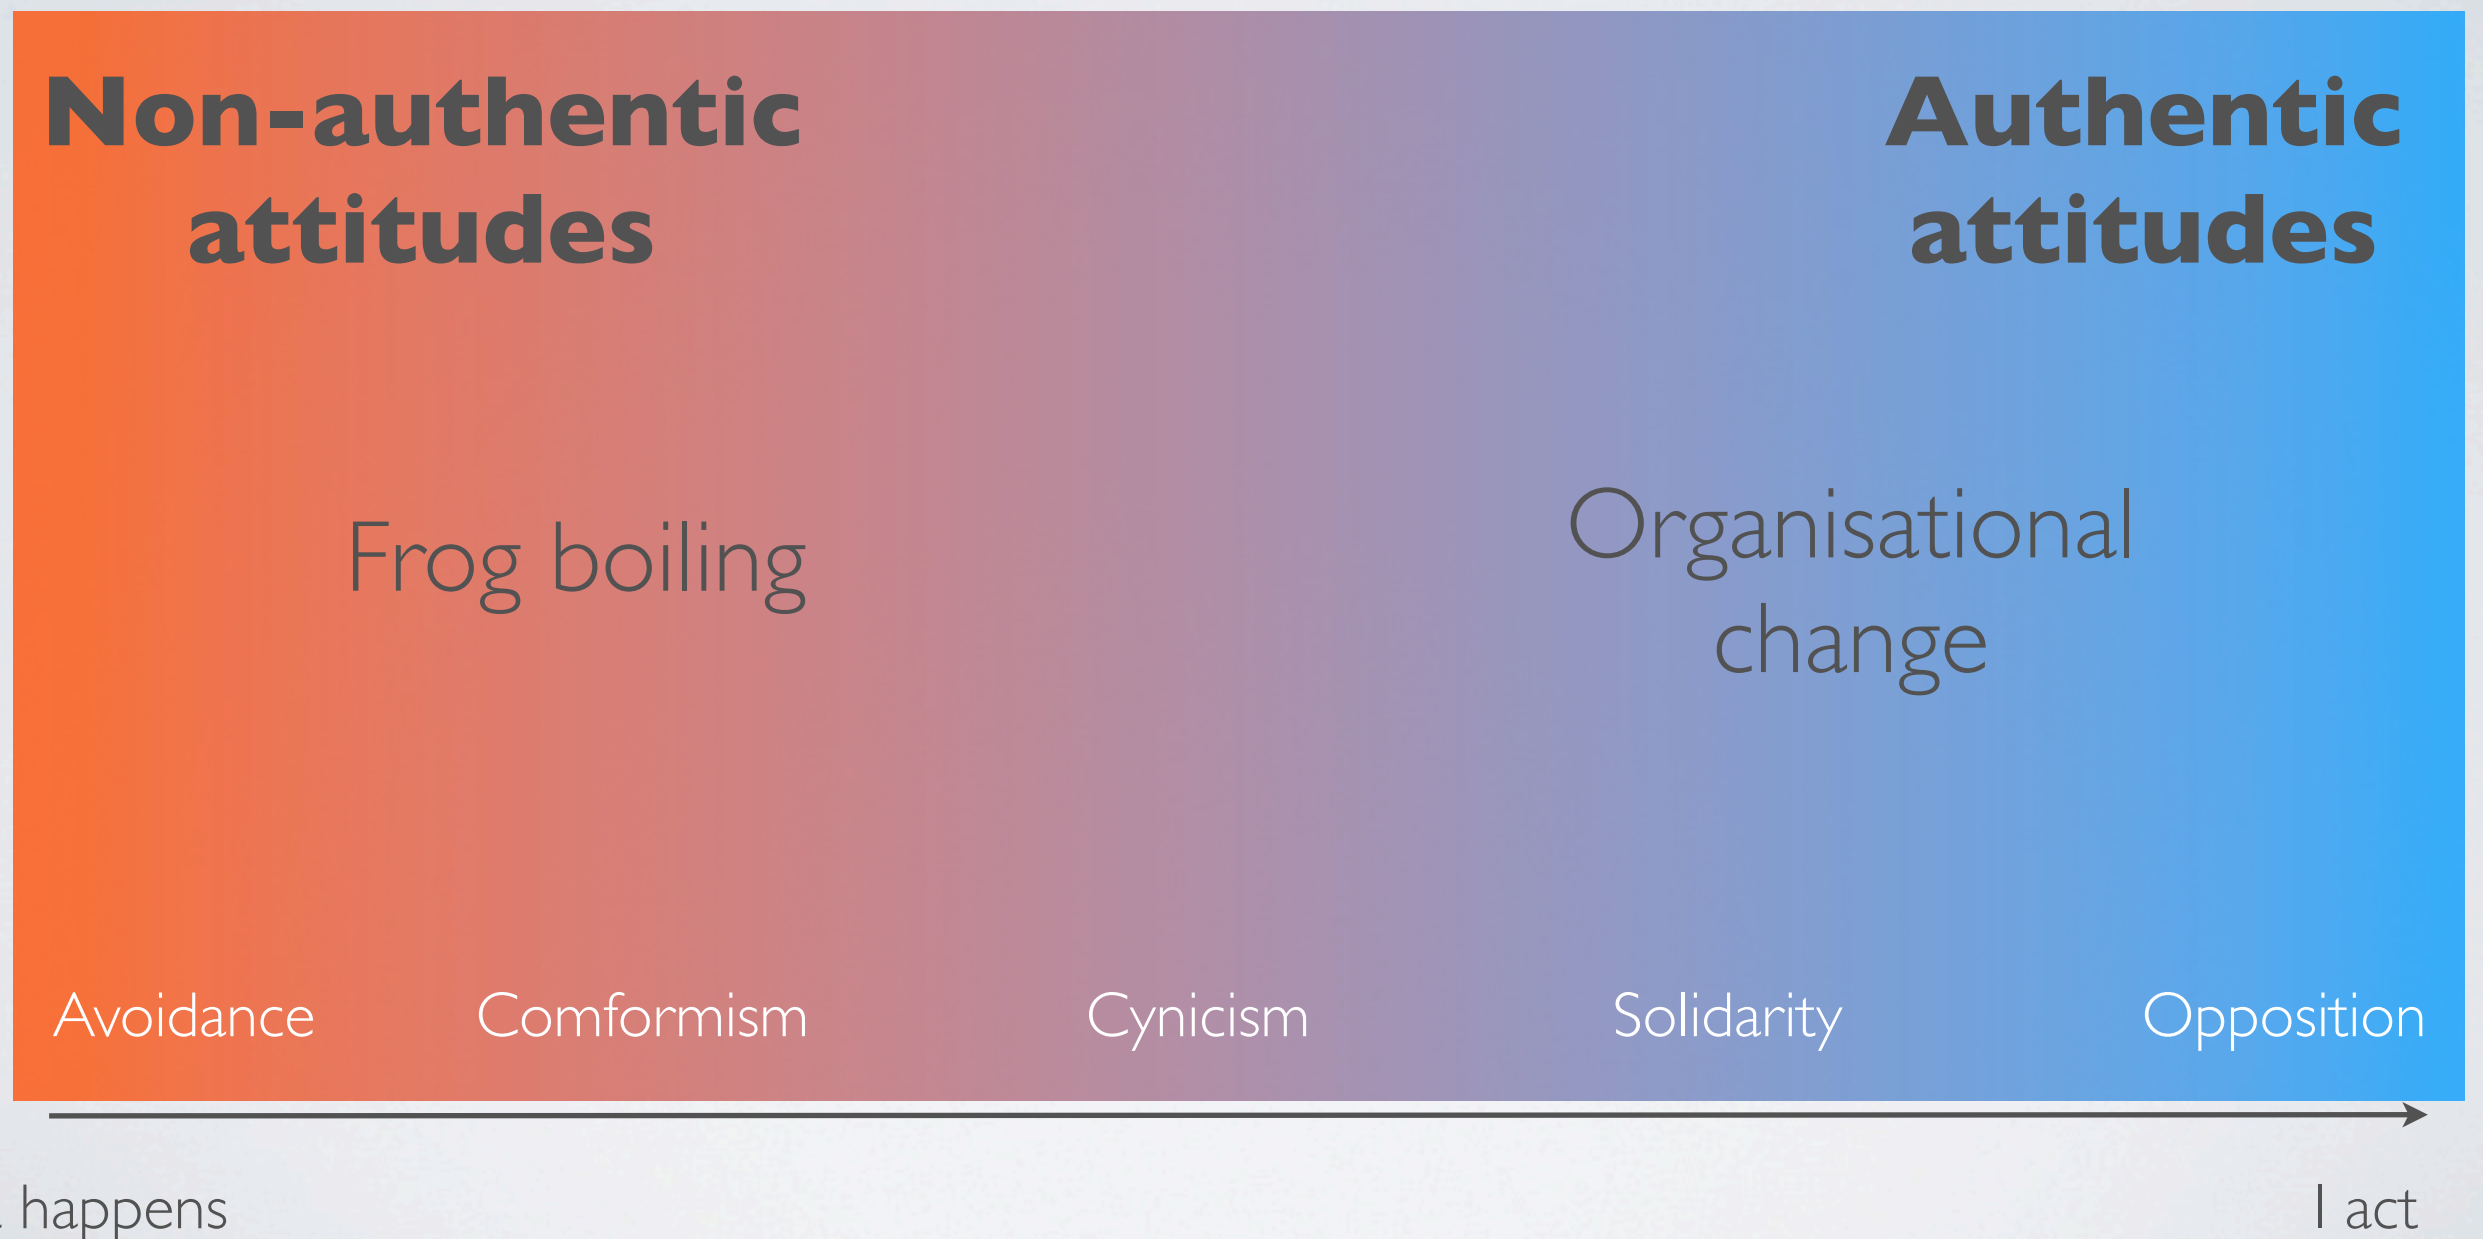 Non-authentic
attitudes
Authentic
attitudes
Frog boiling
Organisational
change
Avoidance
Comformism
Cynicism
Solidarity
Opposition
happens
I act